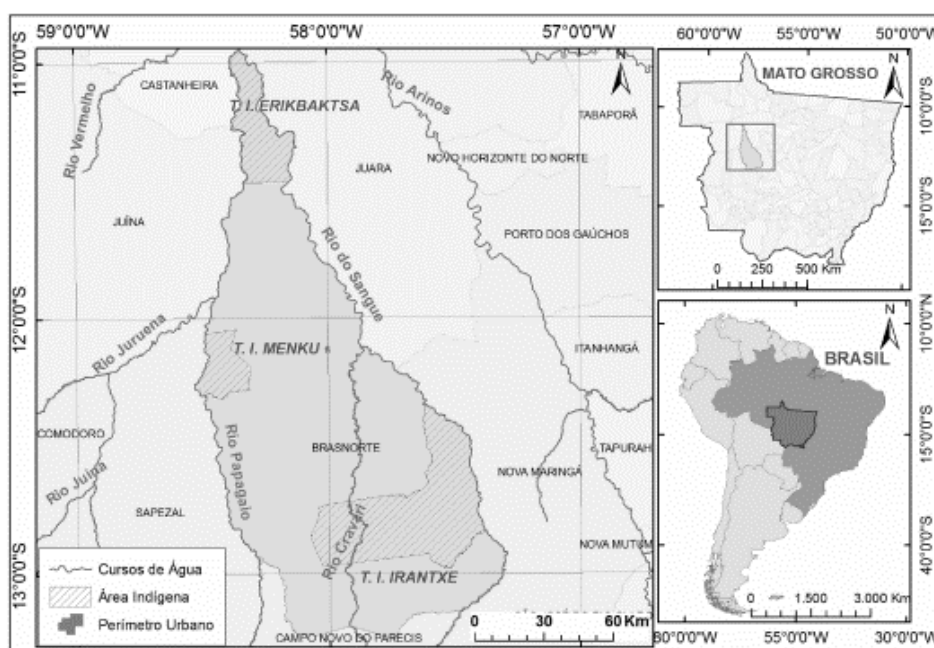 59°0'0"W
58°0'0"W
57°0'0"W
60°0'0"W
55°0'0"W
50°0'0"W
11°0'0"S
12°0'0"S
13°0'0"S
CASTANHEIRA
T. I. ERIKBAKTSA
Rio Vermelho
Rio Arinos
TABAPORÃ
NOVO HORIZONTE DO NORTE
JUARA
JUÍNA
PORTO DOS GAÚCHOS
Rio do Sangue
Rio Juruena
T. I. MENKU
ITANHANGÁ
COMODORO
BRASNORTE
TAPURAH
Rio Papagaio
NOVA MARINGÁ
Rio Juína
SAPEZAL
Rio Cravari
NOVA MUTUM
T. I. IRANTXE
CAMPO NOVO DO PARECIS
Cursos de Água
Área Indígena
Perímetro Urbano
0 30 60 Km
N
MATO GROSSO
N
10°0'0"S
15°0'0"S
0 250 500 Km
N
BRASIL
10°0'0"N
15°0'0"S
40°0'0"S
0 1.500 3.000 Km
80°0'0"W
55°0'0"W
30°0'0"W